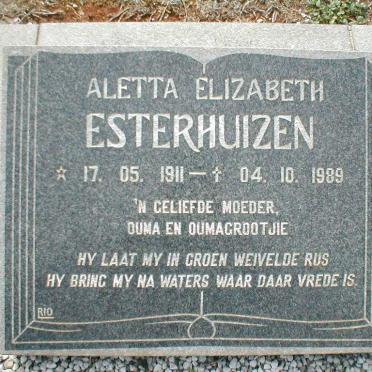 ALETTA ELIZABETH
ESTERHUIZEN
☆ 17. 05. 1911 — ✝ 04. 10. 1989
'N GELIEFDE MOEDER,
OUMA EN OUMAGROOTJIE
HY LAAT MY IN GROEN WEIVELDE RUS
HY BRING MY NA WATERS WAAR DAAR VREDE IS.
RIO